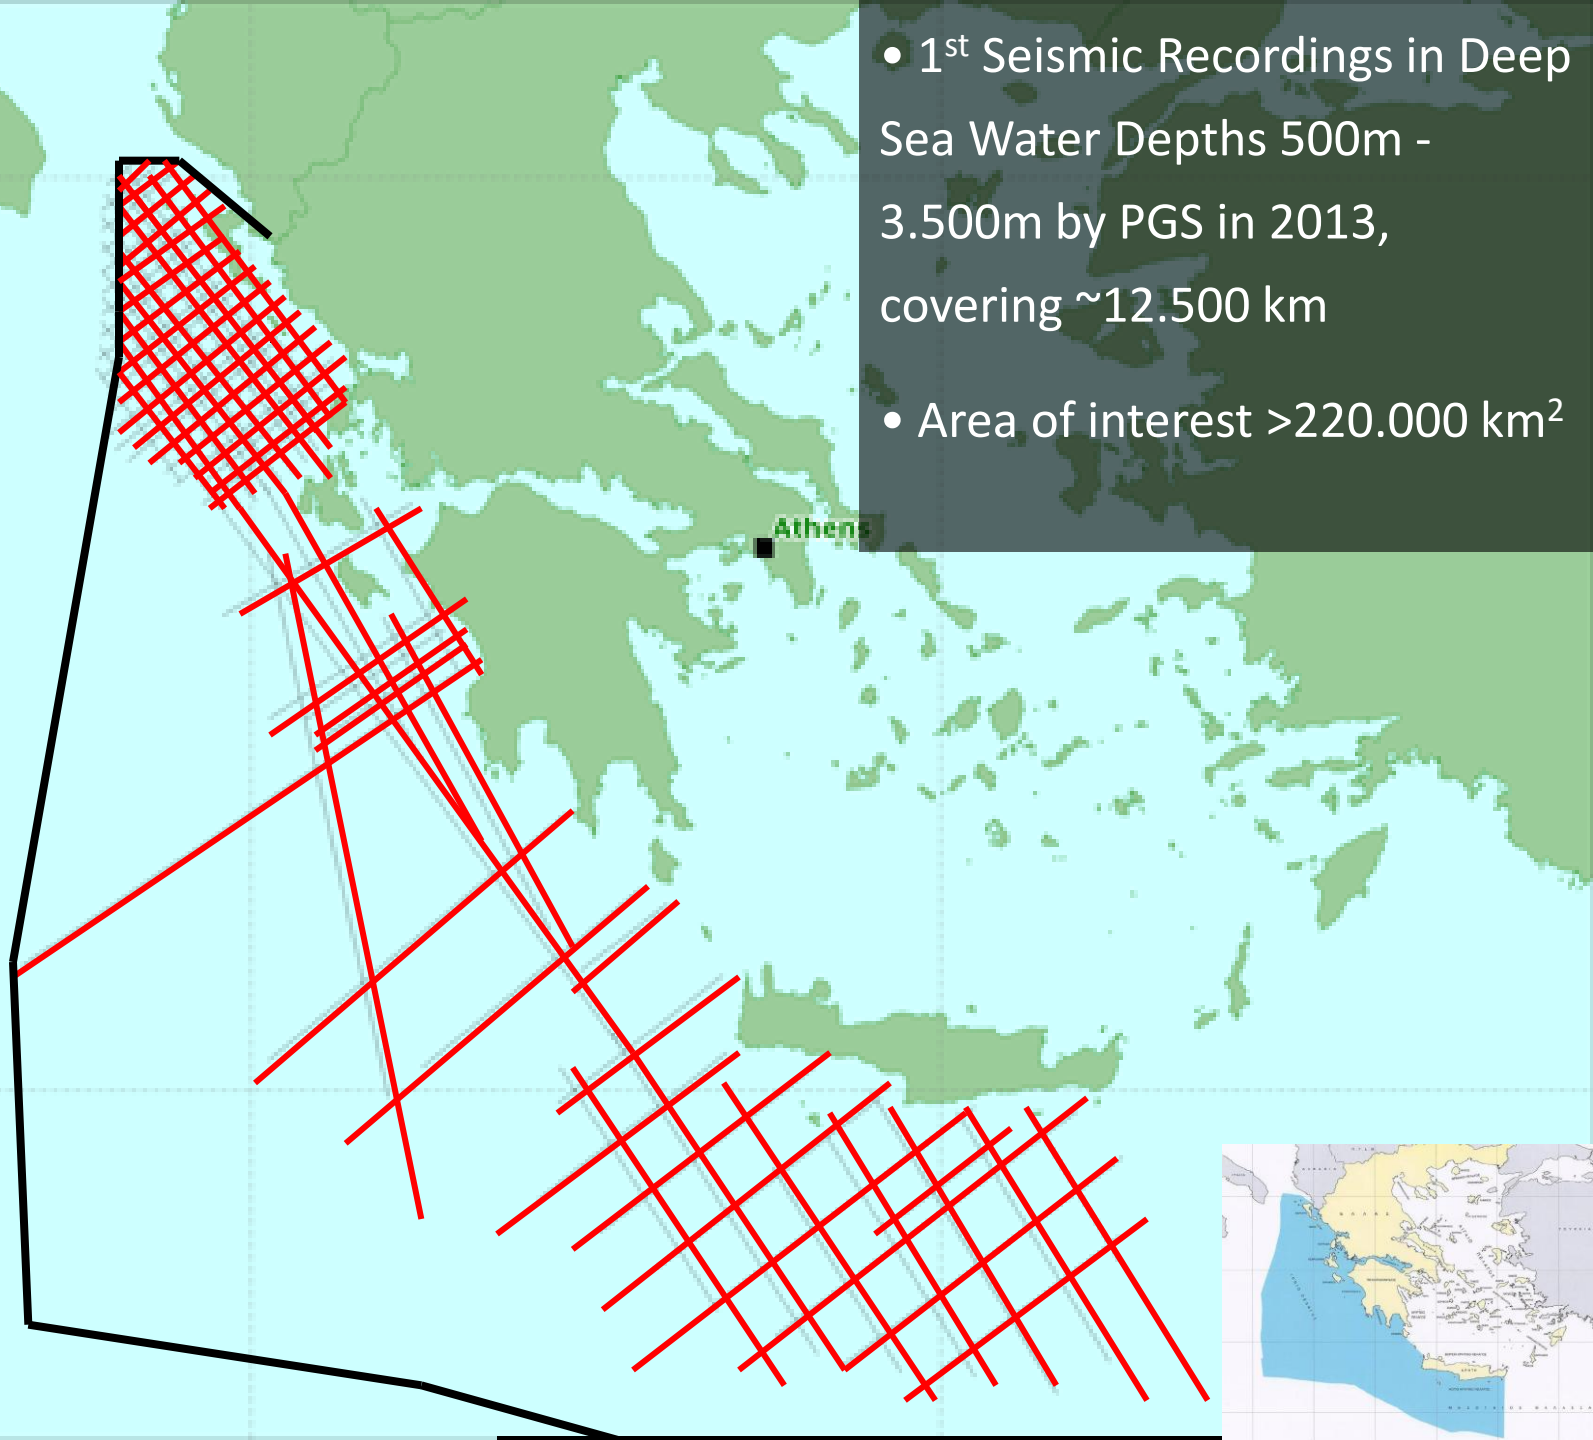 • 1st Seismic Recordings in Deep
Sea Water Depths 500m -
3.500m by PGS in 2013,
covering ~12.500 km
• Area of interest >220.000 km2
Athens